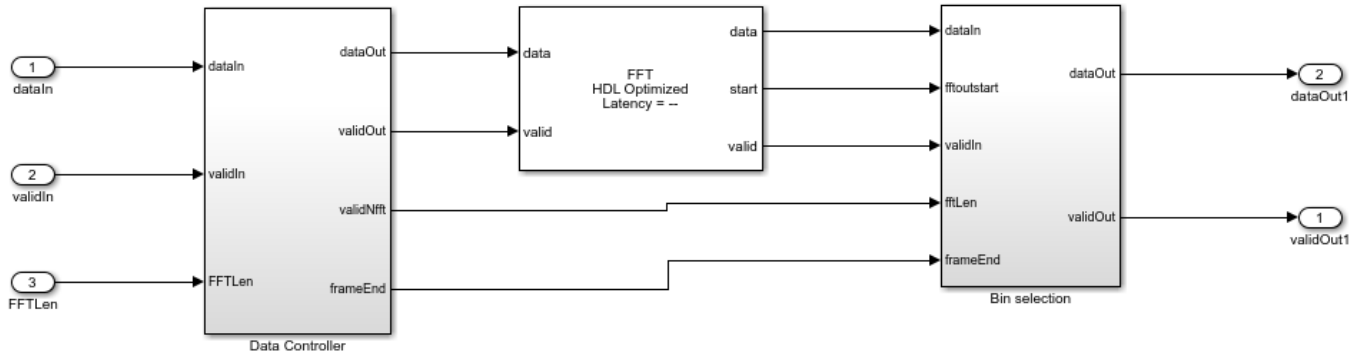 1
dataIn
2
validIn
3
FFTLen
dataIn
validIn
FFTLen
dataOut
validOut
validNfft
frameEnd
Data Controller
data
valid
FFT
HDL Optimized
Latency = --
data
start
valid
dataIn
fftoutstart
validIn
fftLen
frameEnd
dataOut
validOut
Bin selection
2
dataOut1
1
validOut1